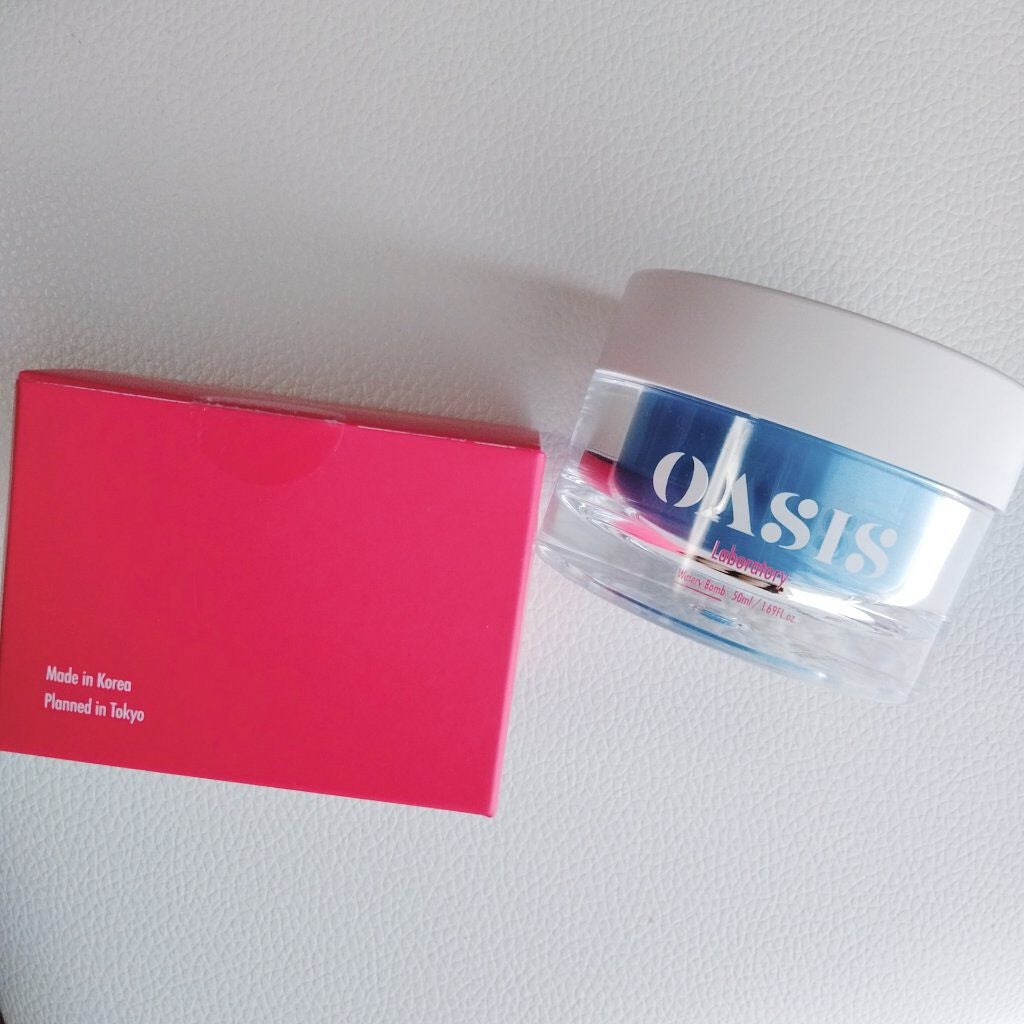 Made in Korea
Planned in Tokyo
OASIS
Laboratory
Watery Bomb 50ml / 1.69FL.oz